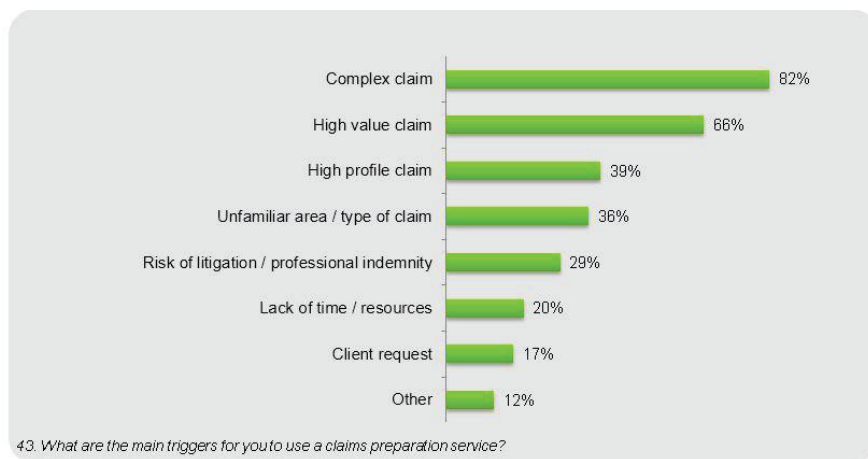 Complex claim 82%
High value claim 66%
High profile claim 39%
Unfamiliar area / type of claim 36%
Risk of litigation / professional indemnity 29%
Lack of time / resources 20%
Client request 17%
Other 12%
43. What are the main triggers for you to use a claims preparation service?